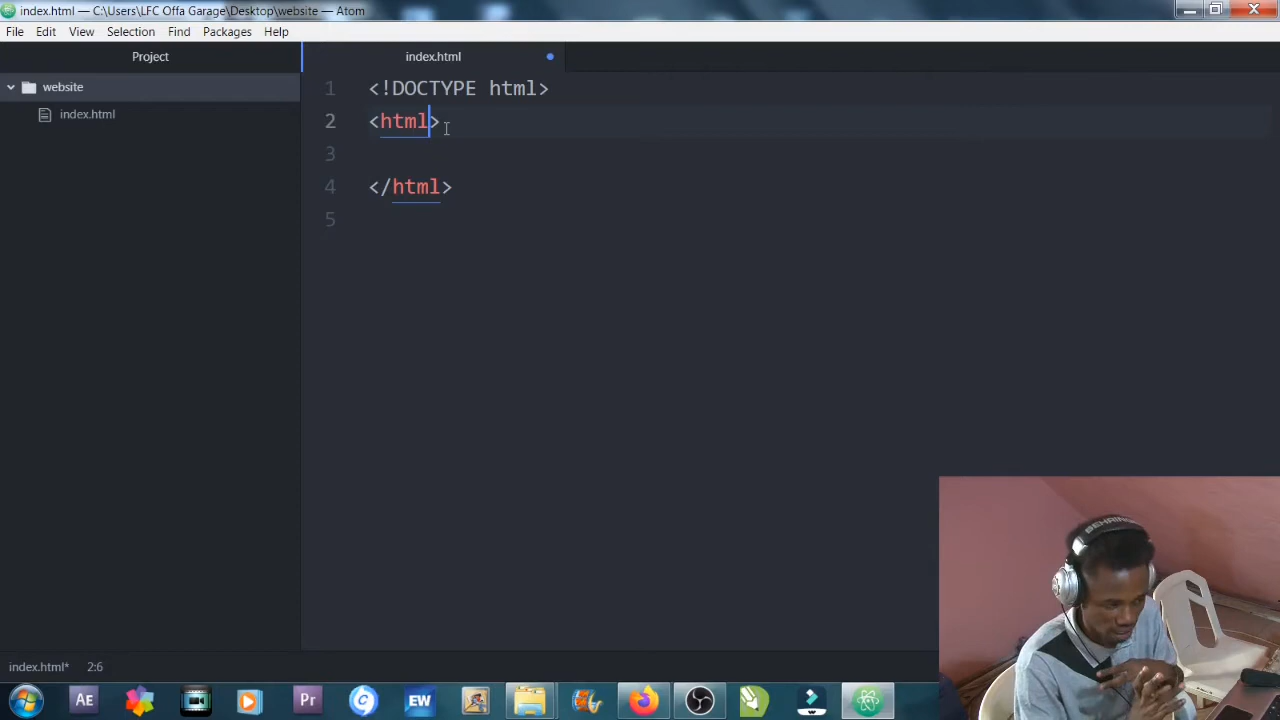 index.html — C:\Users\LFC Offa Garage\Desktop\website — Atom
File Edit View Selection Find Packages Help
Project
index.html
website
index.html
1 <!DOCTYPE html>
2 <html>
3
4 </html>
5
index.html* 2:6
Ae Pr EW
BEHRINGER